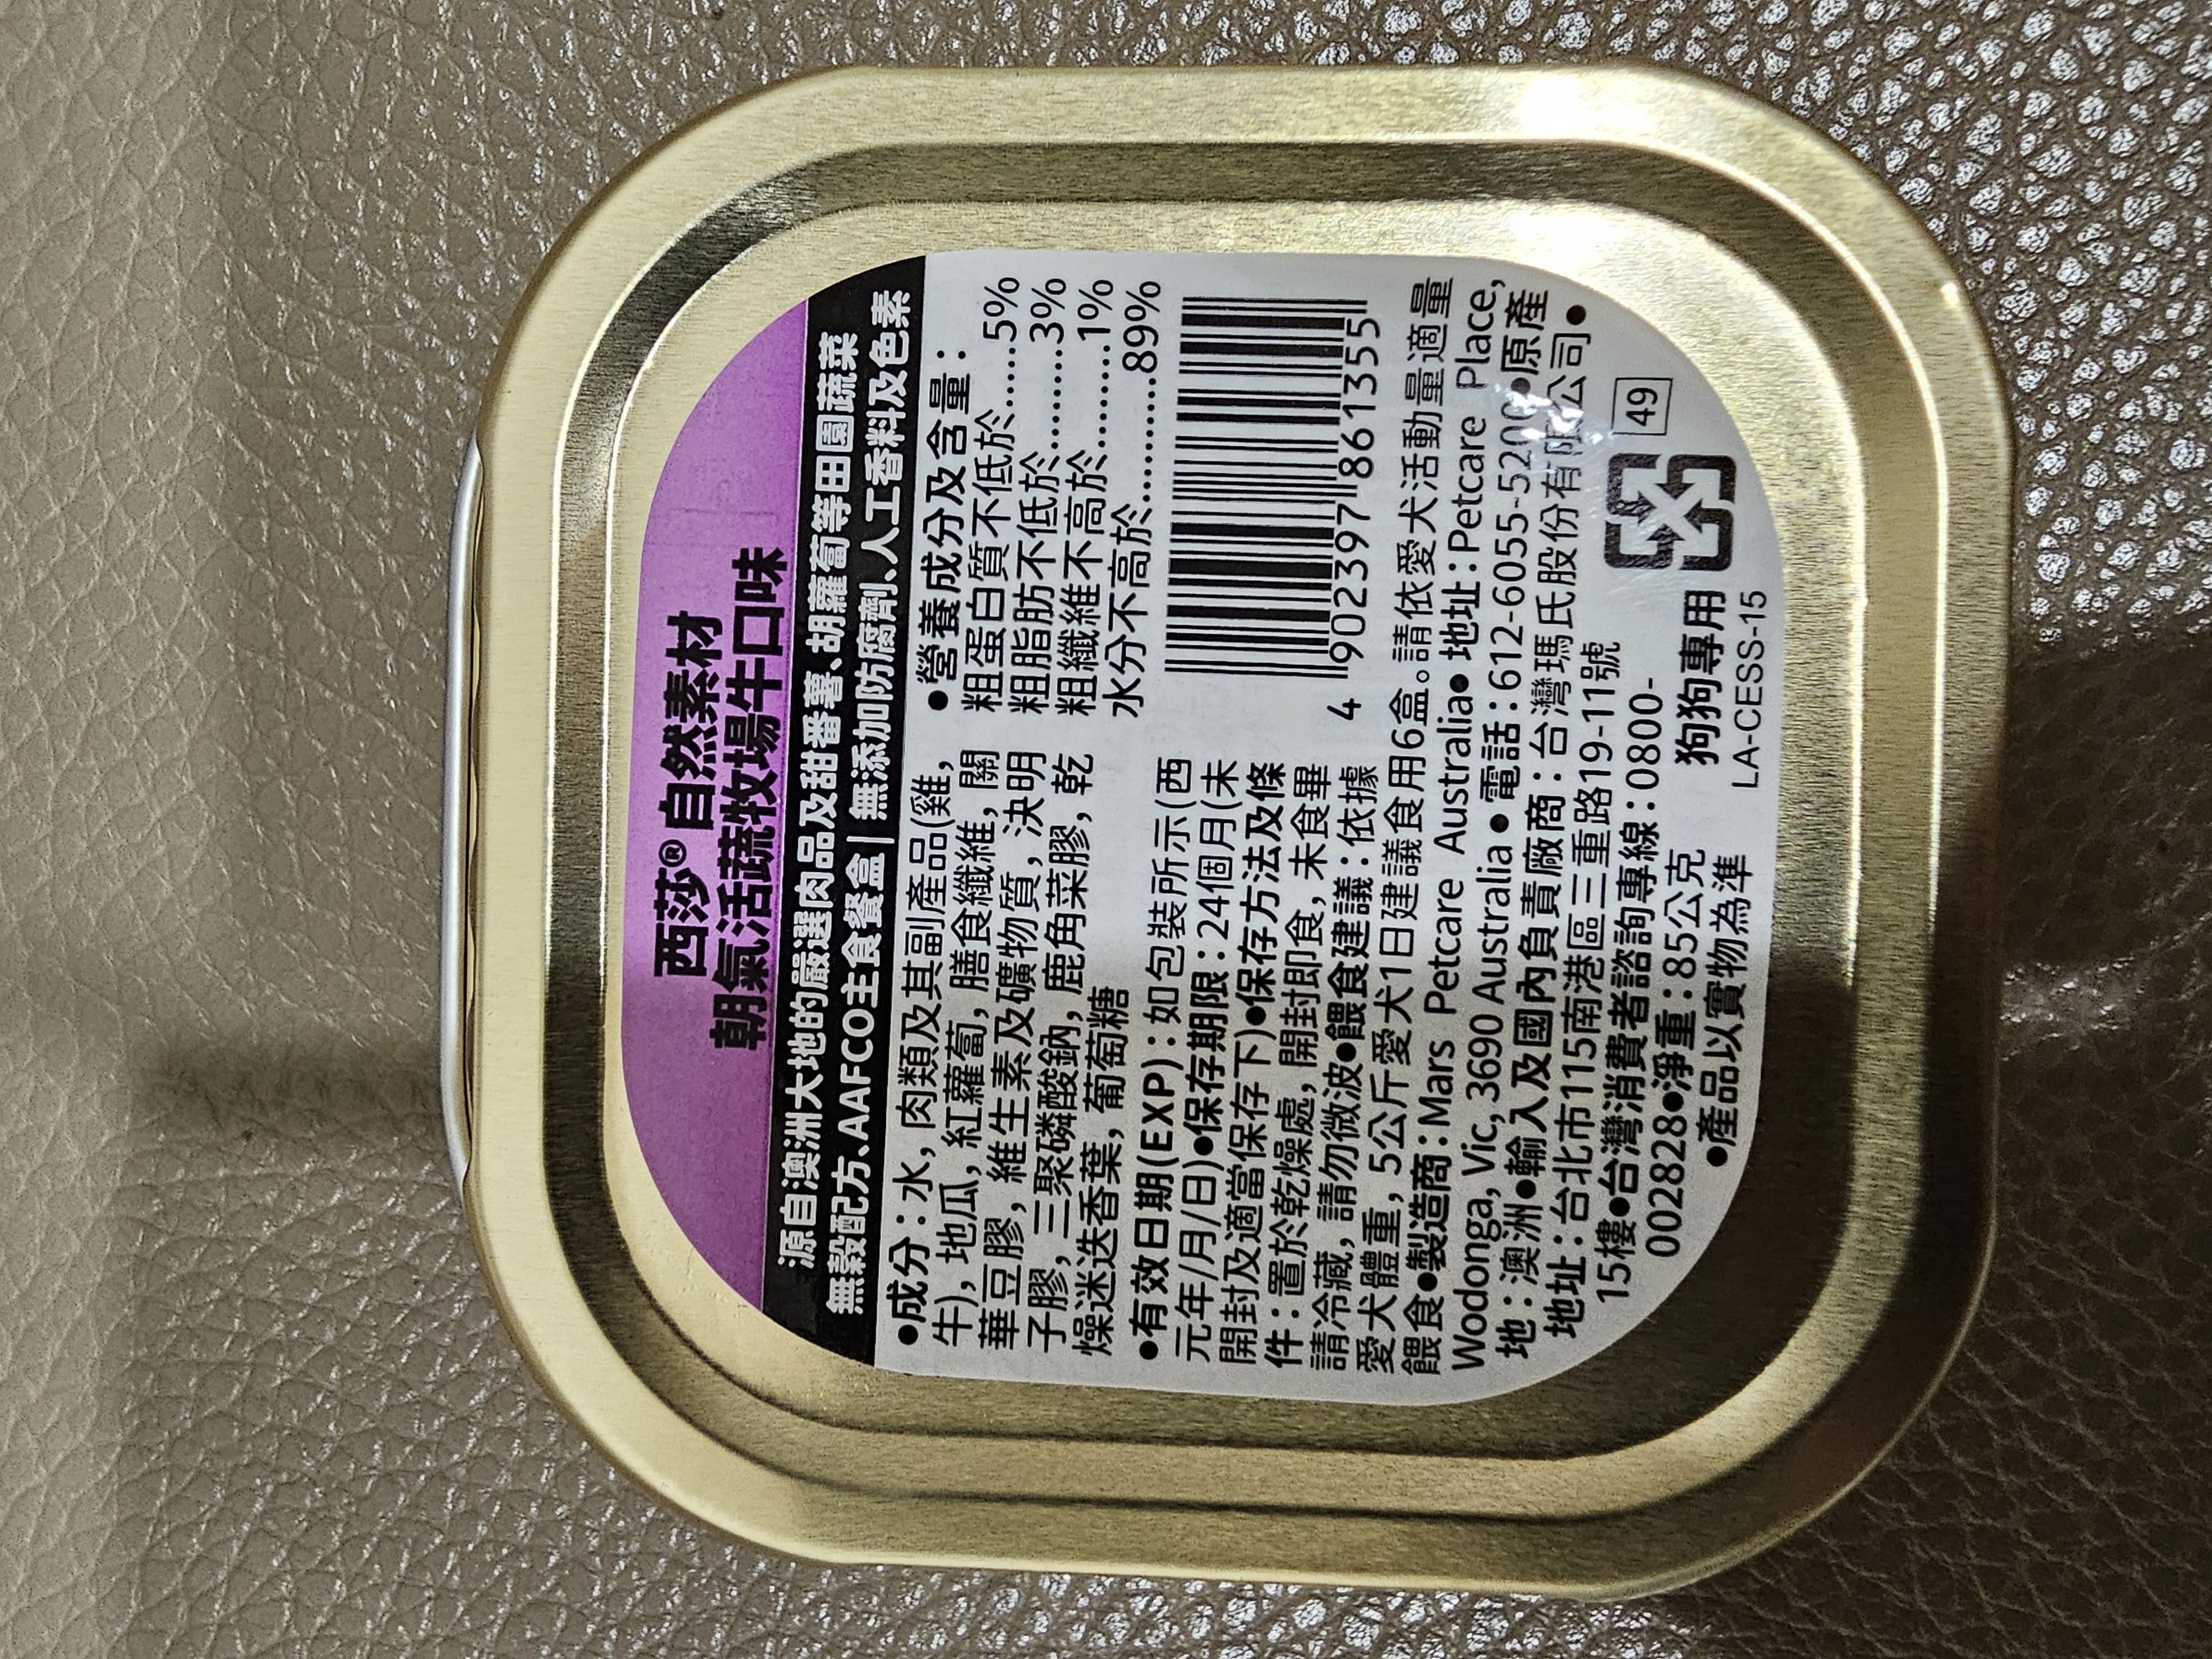 西莎® 自然素材
朝氣活蔬牧場牛口味
源自澳洲大地的嚴選肉品及甜番薯、胡蘿蔔等田園蔬菜
無穀配方、AAFCO主食餐盒 | 無添加防腐劑、人工香料及色素
●成分：水, 肉類及其副產品(雞,
牛), 地瓜, 紅蘿蔔, 膳食纖維, 關
華豆膠, 維生素及礦物質, 決明
子膠, 三聚磷酸鈉, 鹿角菜膠, 乾
燥迷迭香葉, 葡萄糖
●營養成分及含量：
粗蛋白質不低於......5%
粗脂肪不低於.........3%
粗纖維不高於.........1%
水分不高於............89%
4 902397 861355
●有效日期(EXP)：如包裝所示(西
元年/月/日)●保存期限：24個月(未
開封及適當保存下)●保存方法及條
件：置於乾燥處, 開封即食, 未食畢
請冷藏, 請勿微波●餵食建議：依據
愛犬體重, 5公斤愛犬1日建議食用6盒。請依愛犬活動量適量
餵食●製造商：Mars Petcare Australia● 地址：Petcare Place,
Wodonga, Vic, 3690 Australia ● 電話：612-6055-5200●原產
地：澳洲●輸入及國內負責廠商：台灣瑪氏股份有限公司●
地址：台北市115南港區三重路19-11號
15樓●台灣消費者諮詢專線：0800-
002828●淨重：85公克
●產品以實物為準
49
狗狗專用
LA-CESS-15